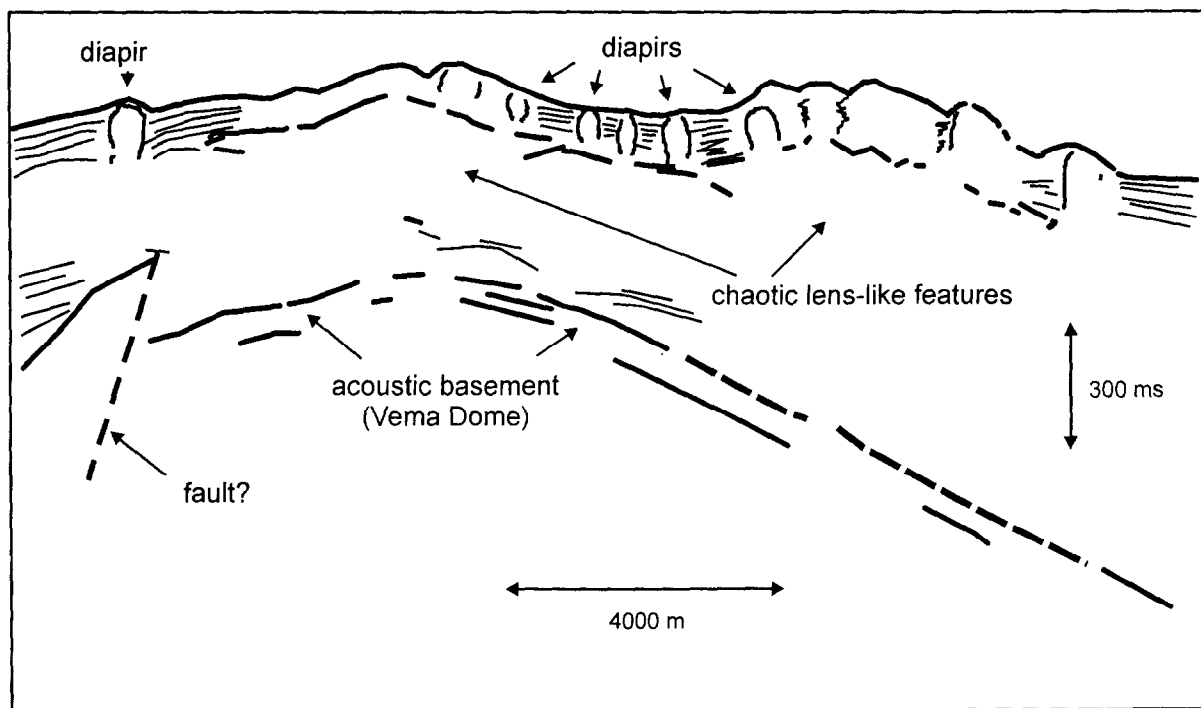 diapir
diapirs
chaotic lens-like features
300 ms
acoustic basement
(Vema Dome)
fault?
4000 m